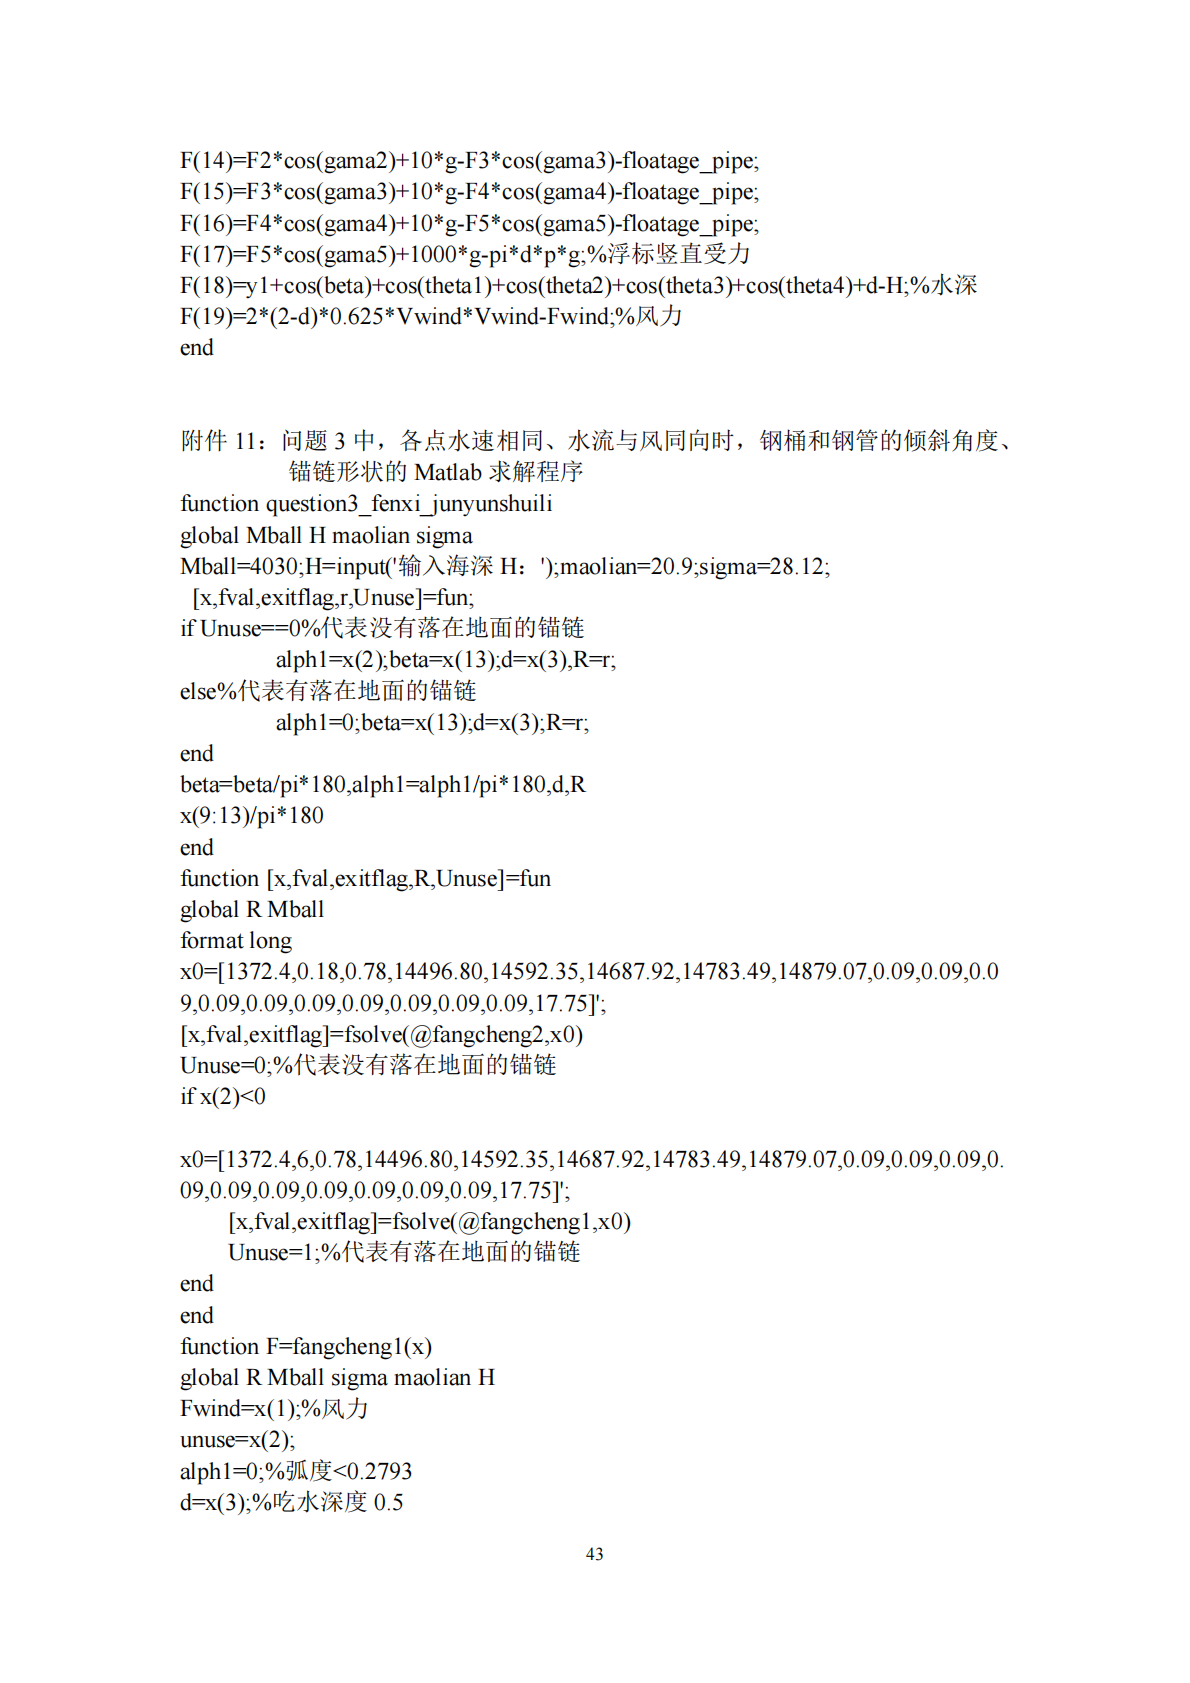 F(14)=F2*cos(gama2)+10*g-F3*cos(gama3)-floatage_pipe;
F(15)=F3*cos(gama3)+10*g-F4*cos(gama4)-floatage_pipe;
F(16)=F4*cos(gama4)+10*g-F5*cos(gama5)-floatage_pipe;
F(17)=F5*cos(gama5)+1000*g-pi*d*p*g;%浮标竖直受力
F(18)=y1+cos(beta)+cos(theta1)+cos(theta2)+cos(theta3)+cos(theta4)+d-H;%水深
F(19)=2*(2-d)*0.625*Vwind*Vwind-Fwind;%风力
end
附件 11：问题 3 中，各点水速相同、水流与风同向时，钢桶和钢管的倾斜角度、
锚链形状的 Matlab 求解程序
function question3_fenxi_junyunshuili
global Mball H maolian sigma
Mball=4030;H=input('输入海深 H：');maolian=20.9;sigma=28.12;
[x,fval,exitflag,r,Unuse]=fun;
if Unuse==0%代表没有落在地面的锚链
alph1=x(2);beta=x(13);d=x(3),R=r;
else%代表有落在地面的锚链
alph1=0;beta=x(13);d=x(3);R=r;
end
beta=beta/pi*180,alph1=alph1/pi*180,d,R
x(9:13)/pi*180
end
function [x,fval,exitflag,R,Unuse]=fun
global R Mball
format long
x0=[1372.4,0.18,0.78,14496.80,14592.35,14687.92,14783.49,14879.07,0.09,0.09,0.0
9,0.09,0.09,0.09,0.09,0.09,0.09,0.09,17.75]';
[x,fval,exitflag]=fsolve(@fangcheng2,x0)
Unuse=0;%代表没有落在地面的锚链
if x(2)<0
x0=[1372.4,6,0.78,14496.80,14592.35,14687.92,14783.49,14879.07,0.09,0.09,0.09,0.
09,0.09,0.09,0.09,0.09,0.09,0.09,17.75]';
[x,fval,exitflag]=fsolve(@fangcheng1,x0)
Unuse=1;%代表有落在地面的锚链
end
end
function F=fangcheng1(x)
global R Mball sigma maolian H
Fwind=x(1);%风力
unuse=x(2);
alph1=0;%弧度<0.2793
d=x(3);%吃水深度 0.5
43